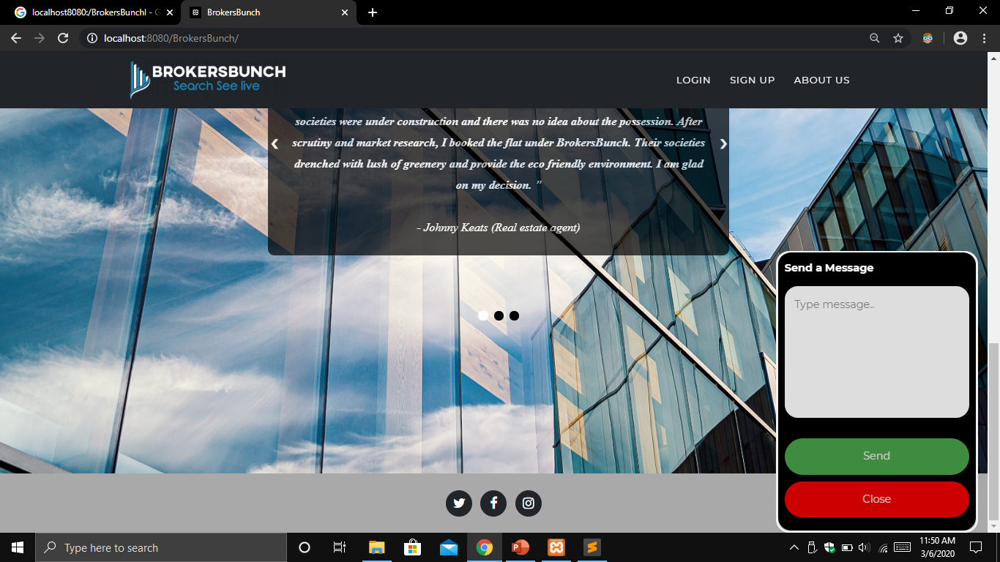 localhost8080:/BrokersBunchl - G
BrokersBunch
localhost:8080/BrokersBunch/
BROKERSBUNCH
Search See live
LOGIN
SIGN UP
ABOUT US
societies were under construction and there was no idea about the possession. After
scrutiny and market research, I booked the flat under BrokersBunch. Their societies
drenched with lush of greenery and provide the eco friendly environment. I am glad
on my decision. ”
- Johnny Keats (Real estate agent)
Send a Message
Type message..
Send
Close
Type here to search
11:50 AM
3/6/2020